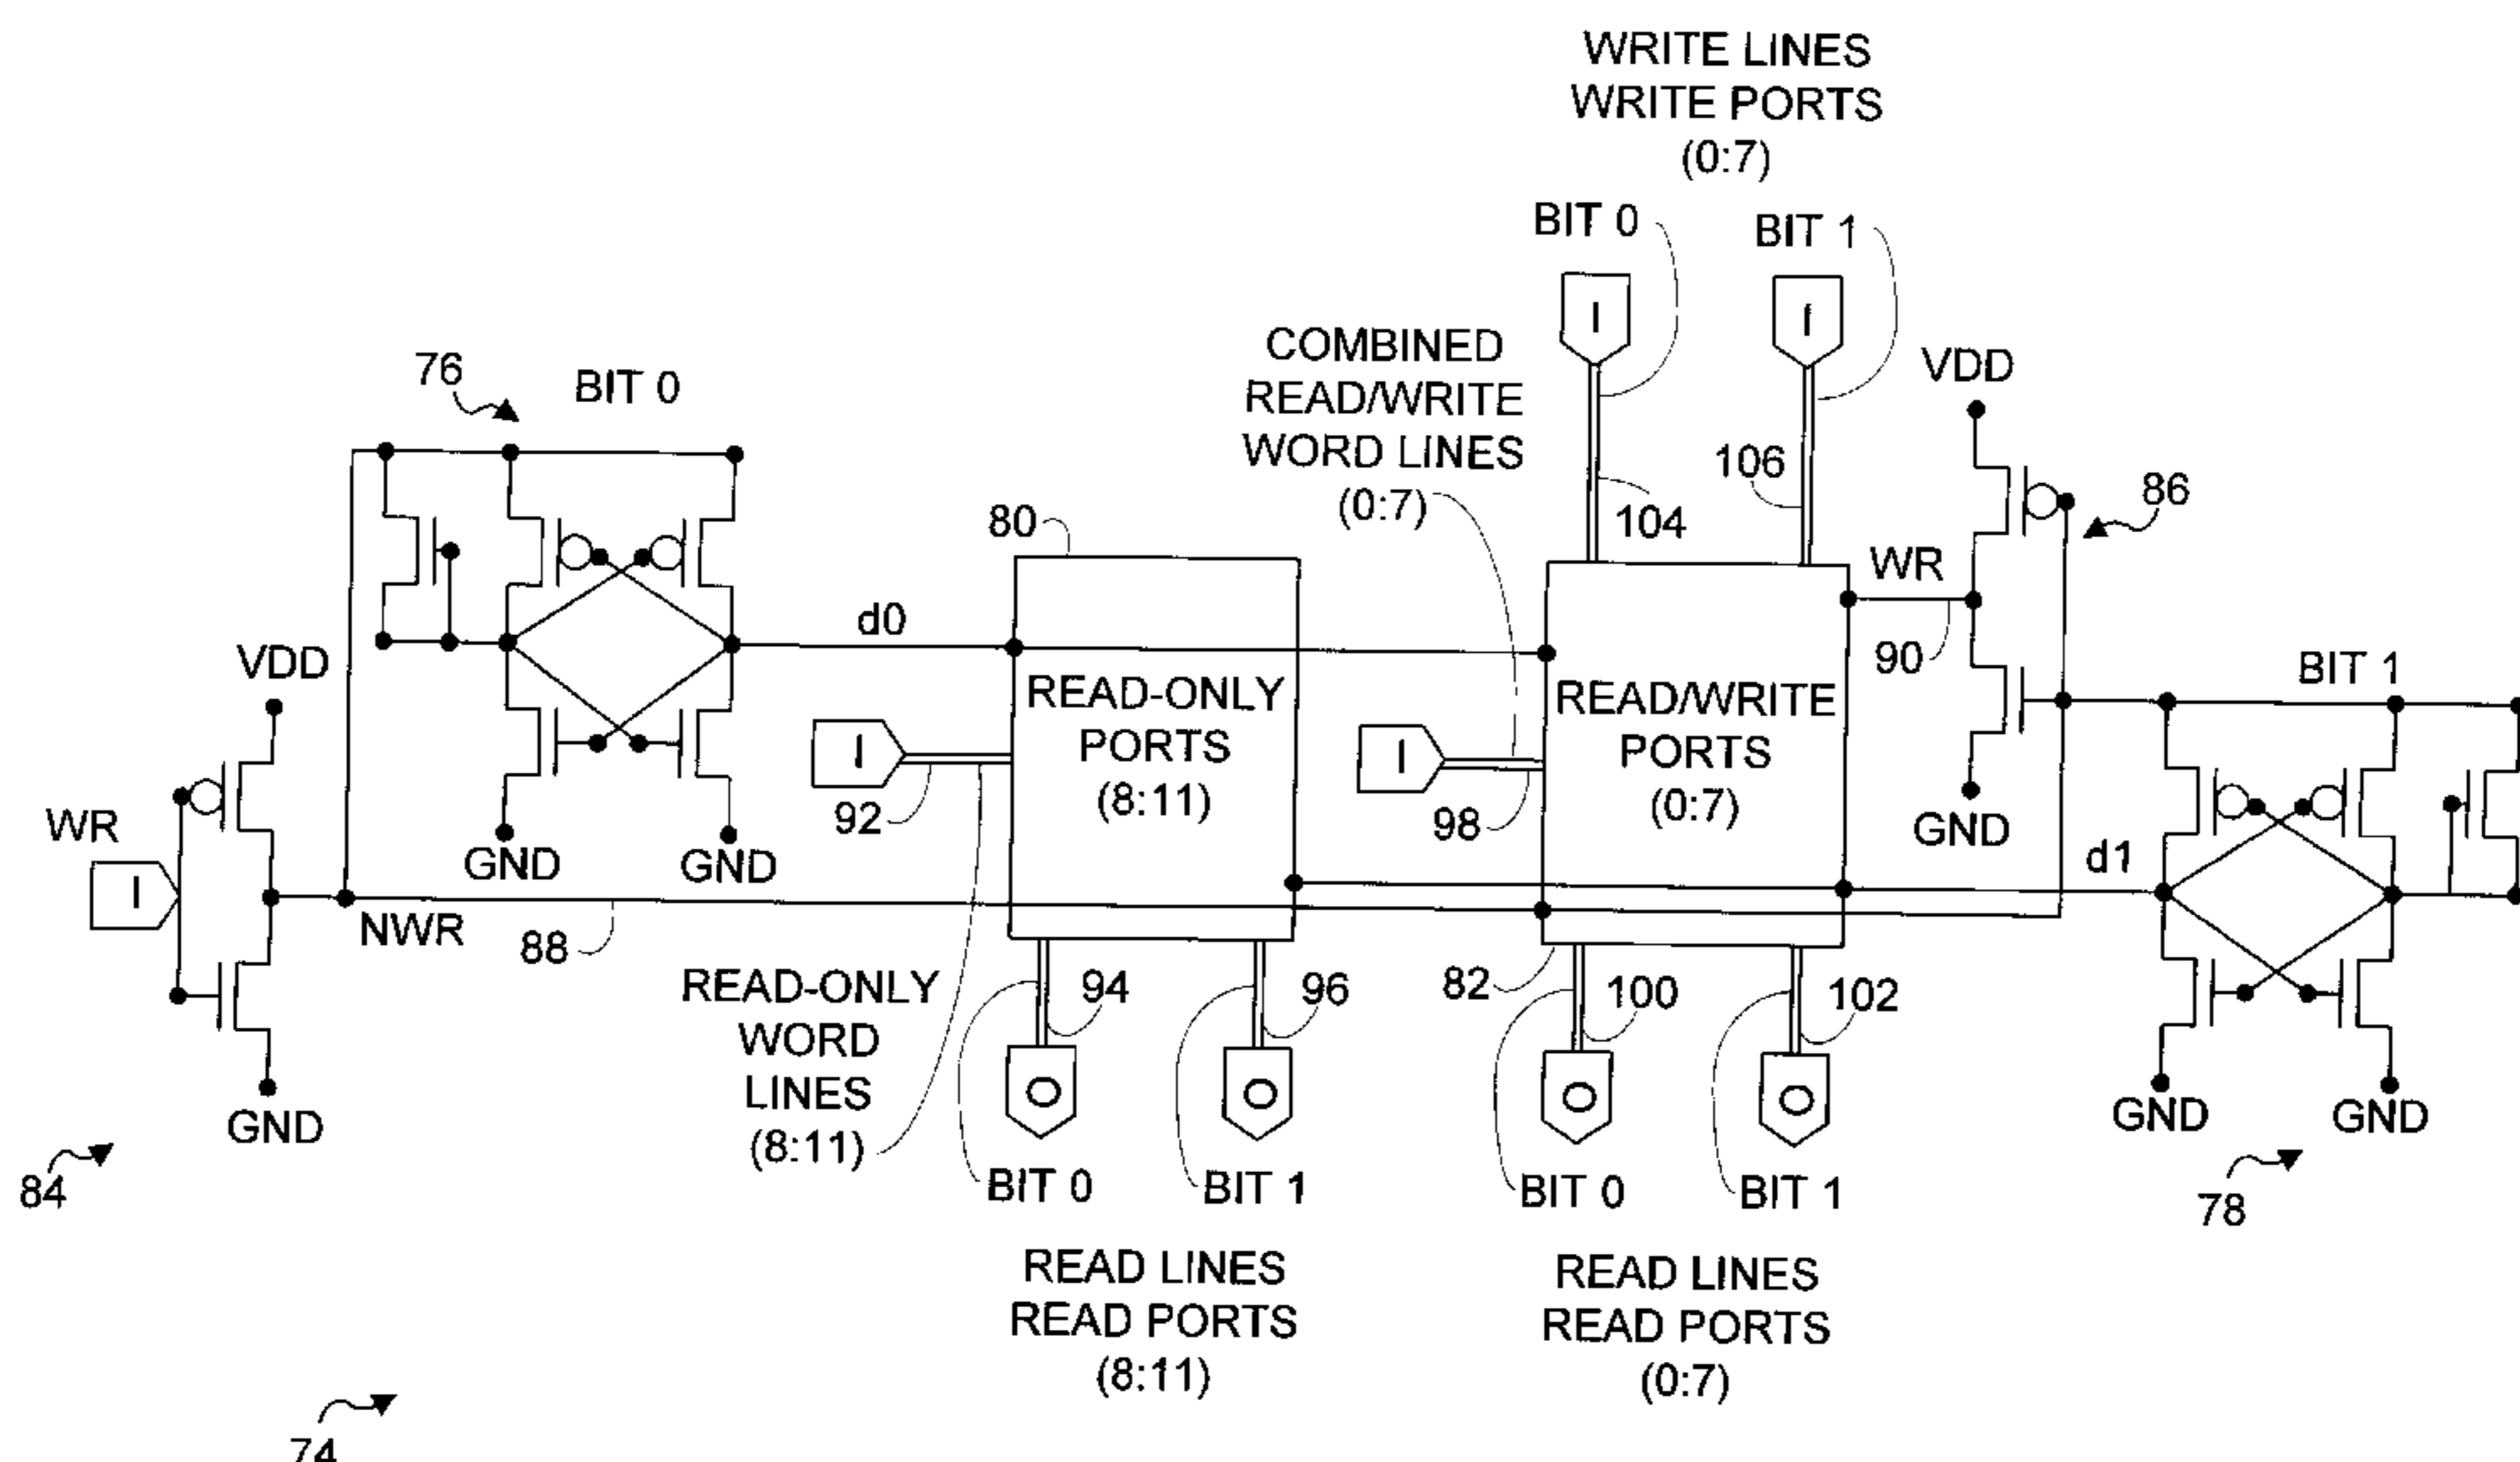 WRITE LINES
WRITE PORTS
(0:7)
BIT 0
BIT 1
I
I
COMBINED
READ/WRITE
WORD LINES
(0:7)
104
106
VDD
86
76
BIT 0
80
WR
90
d0
VDD
READ-ONLY
PORTS
(8:11)
I
92
READ/WRITE
PORTS
(0:7)
I
98
GND
BIT 1
WR
I
GND
GND
d1
NWR
88
GND
84
READ-ONLY
WORD
LINES
(8:11)
94
96
82
100
102
O
O
O
O
GND
GND
78
BIT 0
BIT 1
BIT 0
BIT 1
READ LINES
READ PORTS
(8:11)
READ LINES
READ PORTS
(0:7)
74